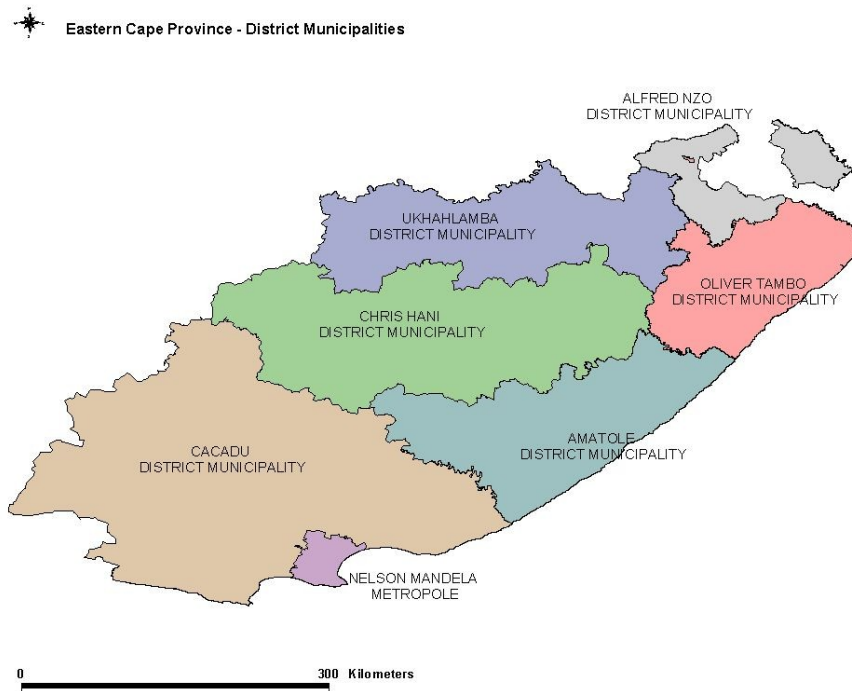 Eastern Cape Province - District Municipalities
ALFRED NZO
DISTRICT MUNICIPALITY
UKHAHLAMBA
DISTRICT MUNICIPALITY
OLIVER TAMBO
DISTRICT MUNICIPALITY
CHRIS HANI
DISTRICT MUNICIPALITY
AMATOLE
DISTRICT MUNICIPALITY
CACADU
DISTRICT MUNICIPALITY
NELSON MANDELA
METROPOLE
0 300 Kilometers